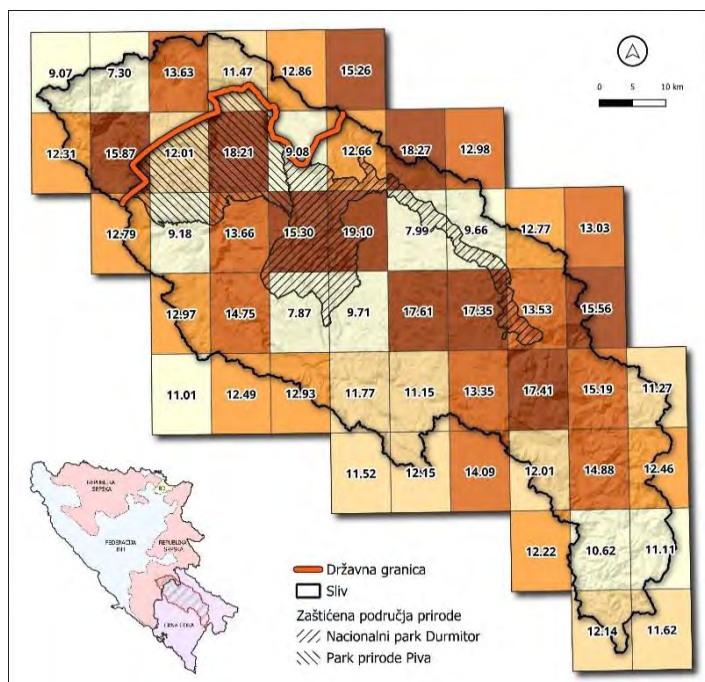 9.07 7.30 13.63 11.47 12.86 15.26
0 5 10 km
12.31 15.87 12.01 18.21 9.08 12.66 18.27 12.98
12.79 9.18 13.66 15.30 19.10 7.99 9.66 12.77 13.03
12.97 14.75 7.87 9.71 17.61 17.35 13.53 15.56
11.01 12.49 12.93 11.77 11.15 13.35 17.41 15.19 11.27
11.52 12.15 14.09 12.01 14.88 12.46
12.22 10.62 11.11
12.14 11.62
REPUBLIKA
SRPSKA
FEDERACIJA
BIH
REPUBLIKA
SRPSKA
CRNA GORA
Državna granica
Sliv
Zaštićena područja prirode
Nacionalni park Durmitor
Park prirode Piva